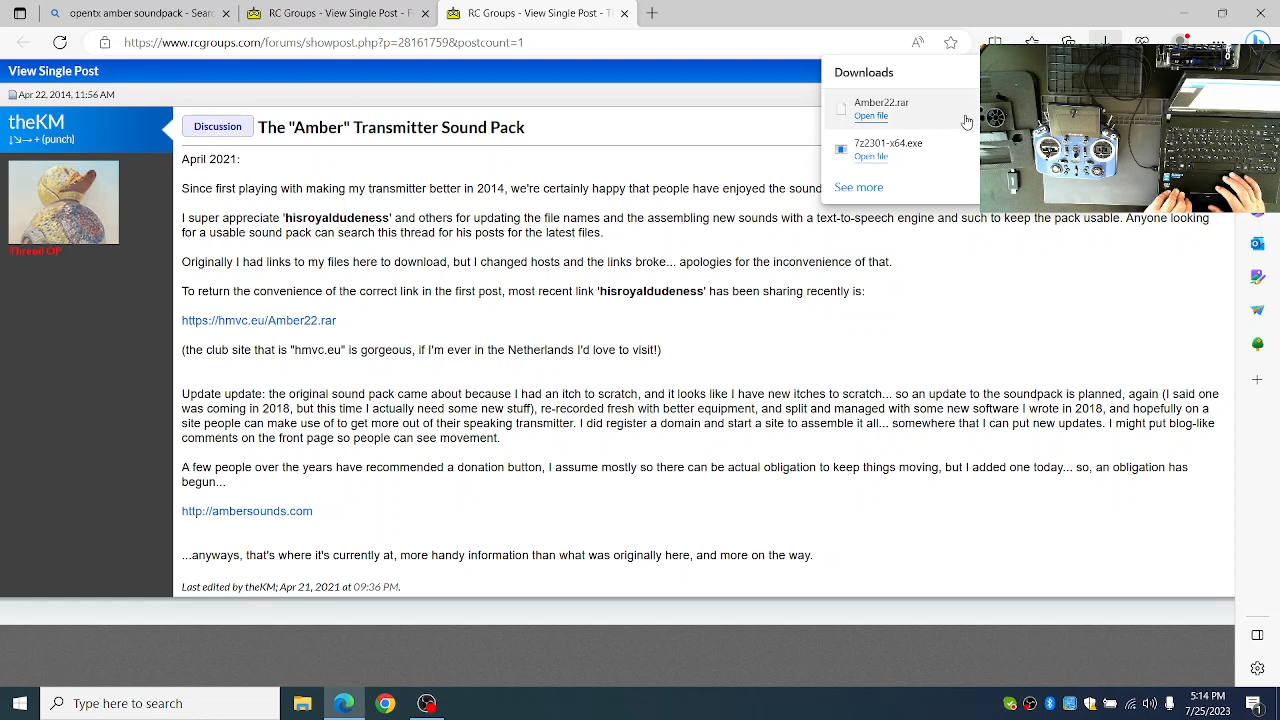 opentx amber soundpack - Searc
RC Groups - View Single Post - F
RC Groups - View Single Post - Th
https://www.rcgroups.com/forums/showpost.php?p=28161759&postcount=1
View Single Post
Apr 22, 2014, 11:56 AM
theKM
↓↘→ + (punch)
Thread OP
Discussion The "Amber" Transmitter Sound Pack
April 2021:
Since first playing with making my transmitter better in 2014, we're certainly happy that people have enjoyed the sound
I super appreciate 'hisroyaldudeness' and others for updating the file names and the assembling new sounds with a text-to-speech engine and such to keep the pack usable. Anyone looking
for a usable sound pack can search this thread for his posts for the latest files.
Originally I had links to my files here to download, but I changed hosts and the links broke... apologies for the inconvenience of that.
To return the convenience of the correct link in the first post, most recent link 'hisroyaldudeness' has been sharing recently is:
https://hmvc.eu/Amber22.rar
(the club site that is "hmvc.eu" is gorgeous, if I'm ever in the Netherlands I'd love to visit!)
Update update: the original sound pack came about because I had an itch to scratch, and it looks like I have new itches to scratch... so an update to the soundpack is planned, again (I said one
was coming in 2018, but this time I actually need some new stuff), re-recorded fresh with better equipment, and split and managed with some new software I wrote in 2018, and hopefully on a
site people can make use of to get more out of their speaking transmitter. I did register a domain and start a site to assemble it all... somewhere that I can put new updates. I might put blog-like
comments on the front page so people can see movement.
A few people over the years have recommended a donation button, I assume mostly so there can be actual obligation to keep things moving, but I added one today... so, an obligation has
begun...
http://ambersounds.com
...anyways, that's where it's currently at, more handy information than what was originally here, and more on the way.
Last edited by theKM; Apr 21, 2021 at 09:36 PM.
Downloads
Amber22.rar
Open file
7z2301-x64.exe
Open file
See more
Type here to search
5:14 PM
7/25/2023